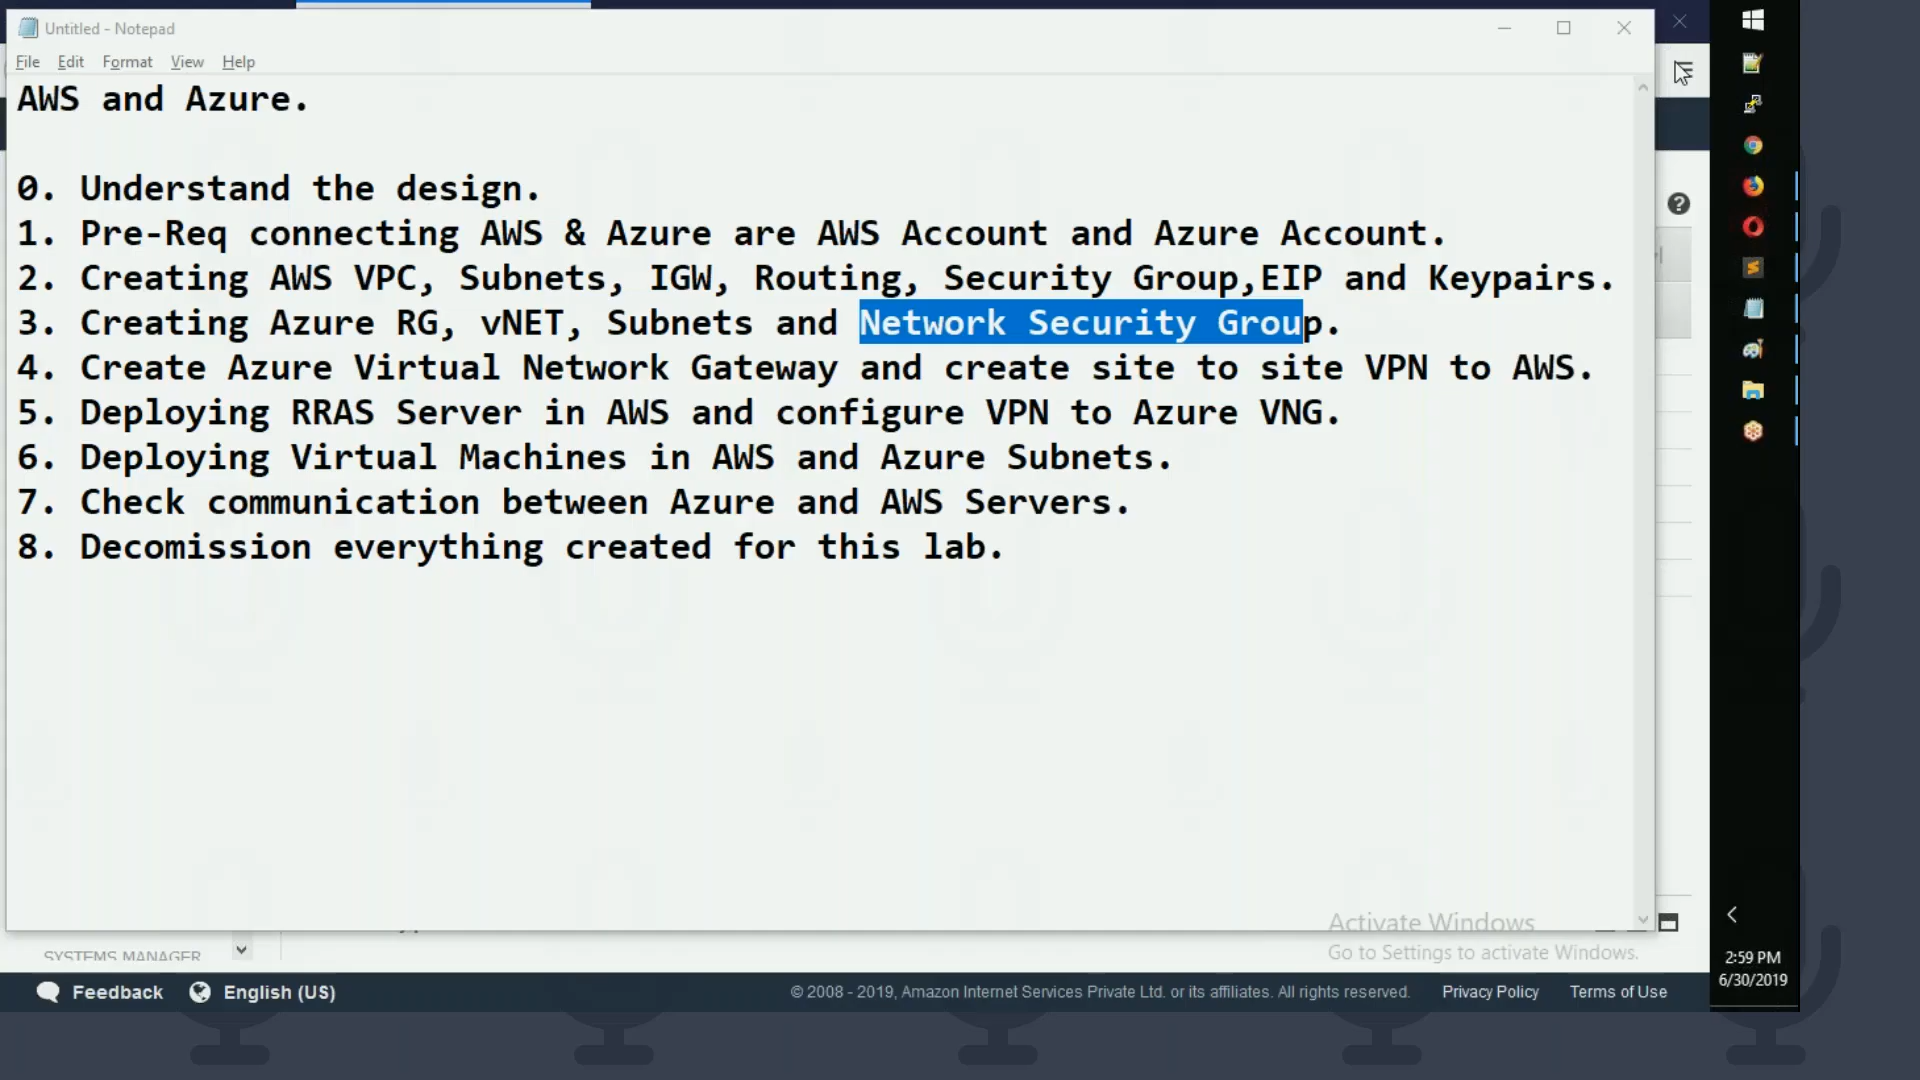 Untitled - Notepad
File Edit Format View Help
AWS and Azure.
0. Understand the design.
1. Pre-Req connecting AWS & Azure are AWS Account and Azure Account.
2. Creating AWS VPC, Subnets, IGW, Routing, Security Group,EIP and Keypairs.
3. Creating Azure RG, vNET, Subnets and Network Security Group.
4. Create Azure Virtual Network Gateway and create site to site VPN to AWS.
5. Deploying RRAS Server in AWS and configure VPN to Azure VNG.
6. Deploying Virtual Machines in AWS and Azure Subnets.
7. Check communication between Azure and AWS Servers.
8. Decomission everything created for this lab.
Activate Windows
Go to Settings to activate Windows.
SYSTEMS MANAGER
2:59 PM
6/30/2019
Feedback English (US) © 2008 - 2019, Amazon Internet Services Private Ltd. or its affiliates. All rights reserved. Privacy Policy Terms of Use